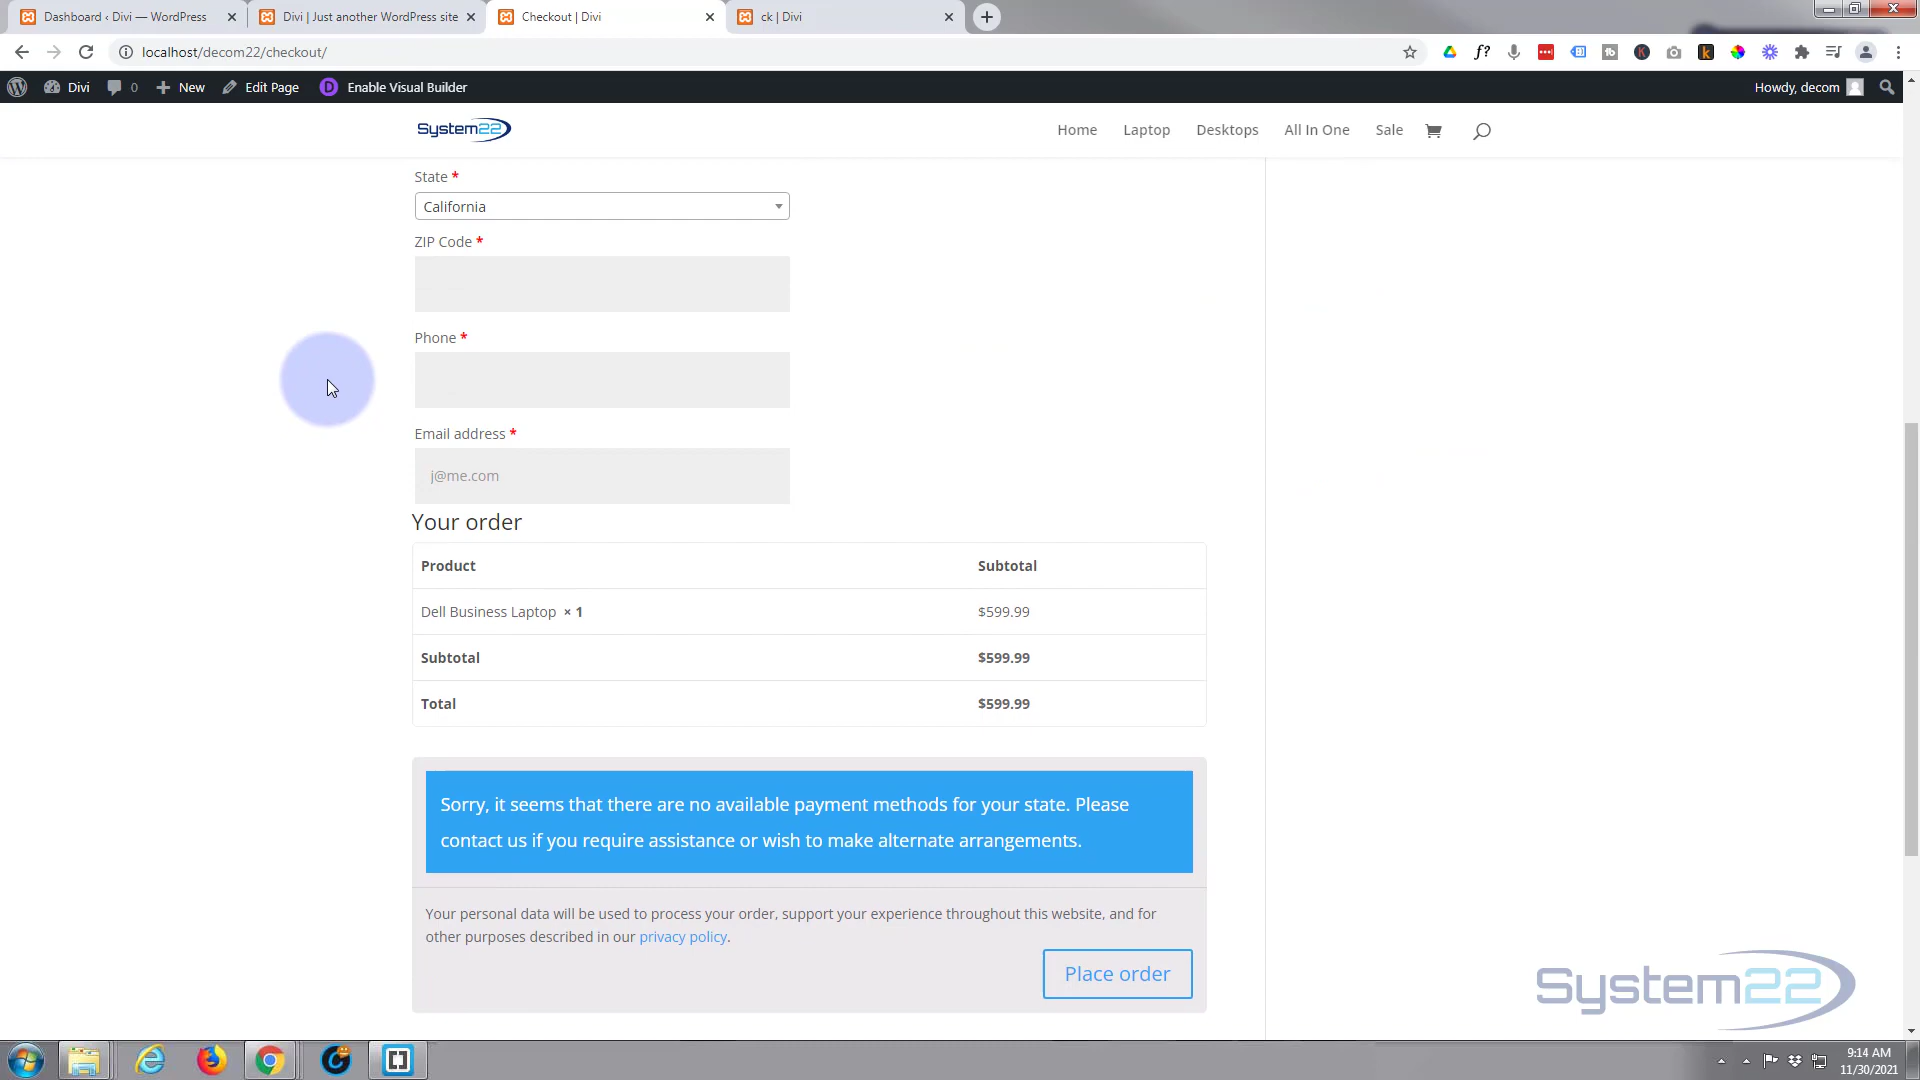 Dashboard ‹ Divi — WordPress
Divi | Just another WordPress site
Checkout | Divi
ck | Divi
localhost/decom22/checkout/
Divi
0
New
Edit Page
Enable Visual Builder
Howdy, decom
System22
Home
Laptop
Desktops
All In One
Sale
State *
California
ZIP Code *
Phone *
Email address *
j@me.com
Your order
Product Subtotal
Dell Business Laptop × 1 $599.99
Subtotal $599.99
Total $599.99
Sorry, it seems that there are no available payment methods for your state. Please
contact us if you require assistance or wish to make alternate arrangements.
Your personal data will be used to process your order, support your experience throughout this website, and for
other purposes described in our privacy policy.
Place order
System22
9:14 AM
11/30/2021